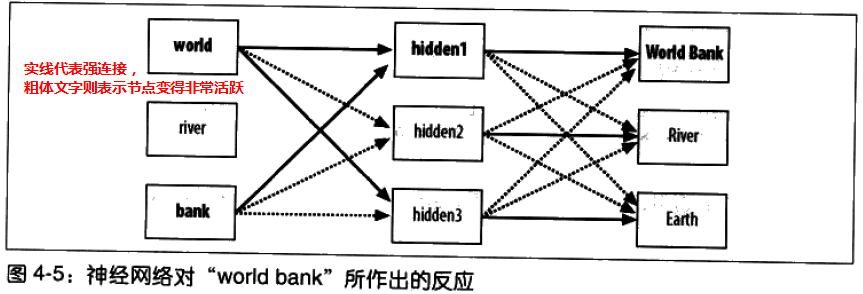 world
hidden1
World Bank
实线代表强连接，
粗体文字则表示节点变得非常活跃
river
hidden2
River
bank
hidden3
Earth
图 4-5：神经网络对“world bank”所作出的反应